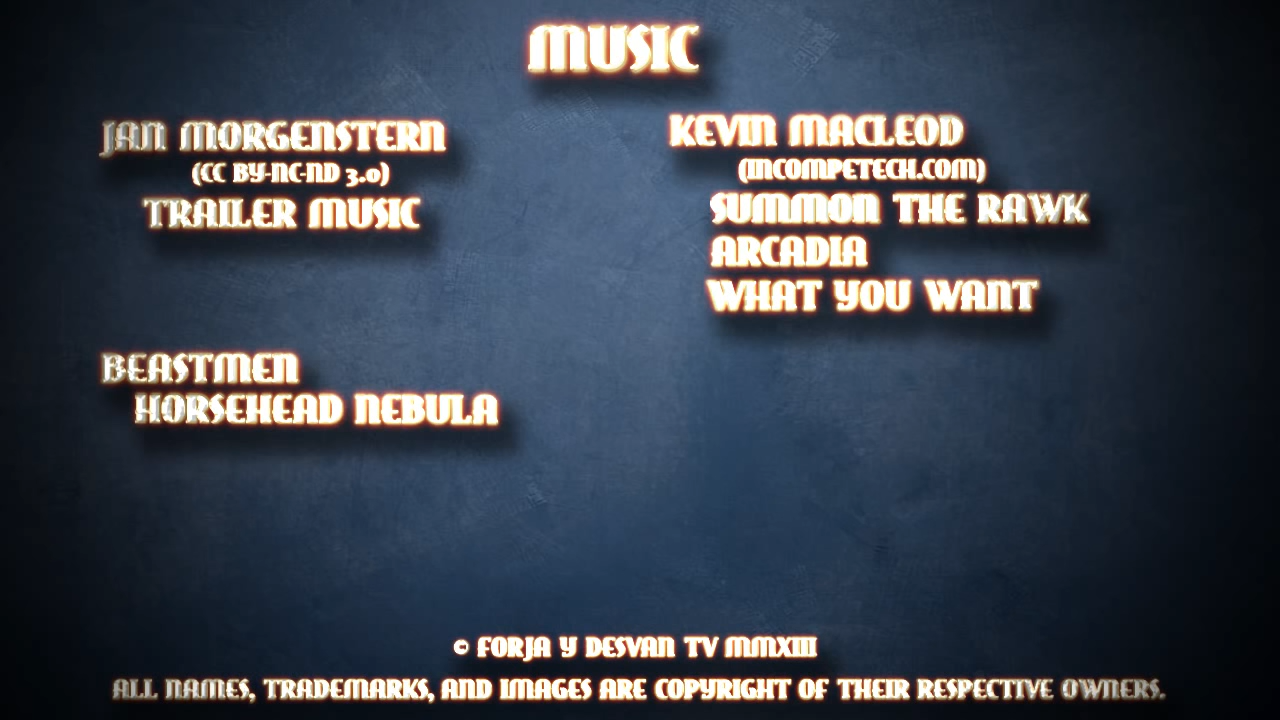 MUSIC
JAN MORGENSTERN
(CC BY-NC-ND 3.0)
TRAILER MUSIC
BEASTMEN
HORSEHEAD NEBULA
KEVIN MACLEOD
(INCOMPETECH.COM)
SUMMON THE RAWK
ARCADIA
WHAT YOU WANT
© FORJA Y DESVAN TV MMXIII
ALL NAMES, TRADEMARKS, AND IMAGES ARE COPYRIGHT OF THEIR RESPECTIVE OWNERS.